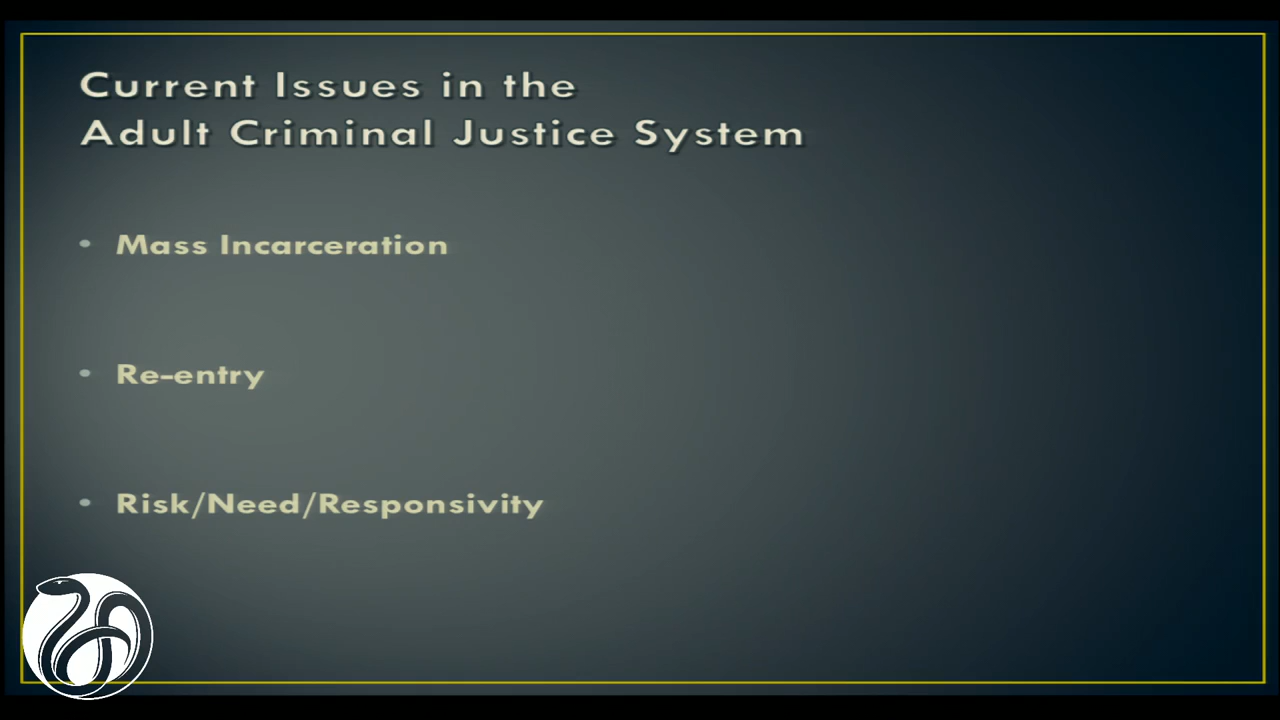 Current Issues in the
Adult Criminal Justice System
• Mass Incarceration
• Re-entry
• Risk/Need/Responsivity